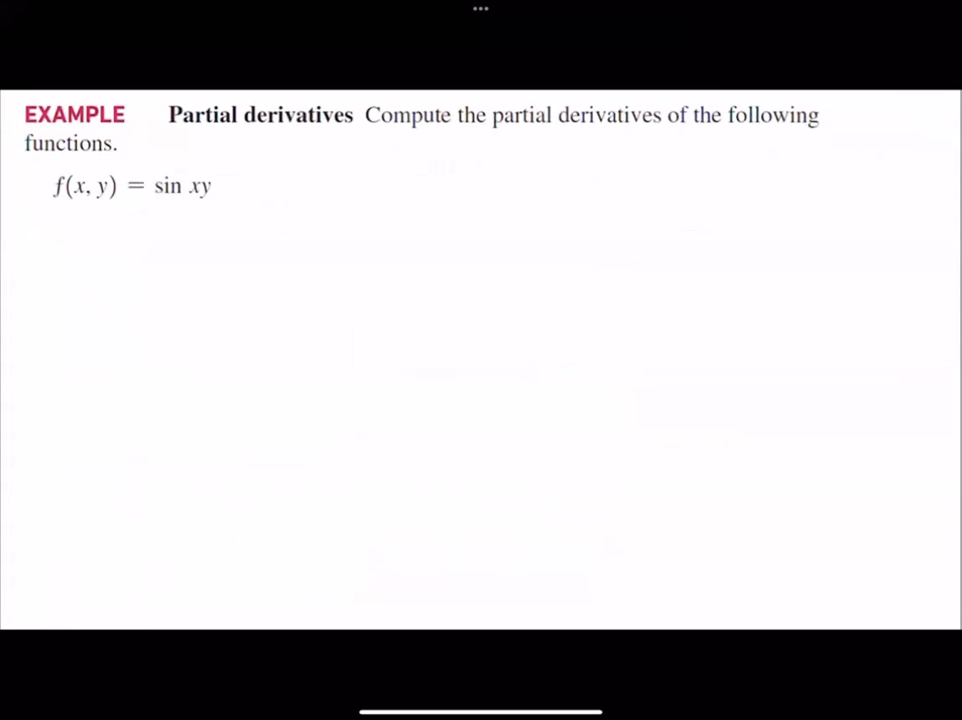 EXAMPLE Partial derivatives Compute the partial derivatives of the following
functions.
f(x, y) = sin xy